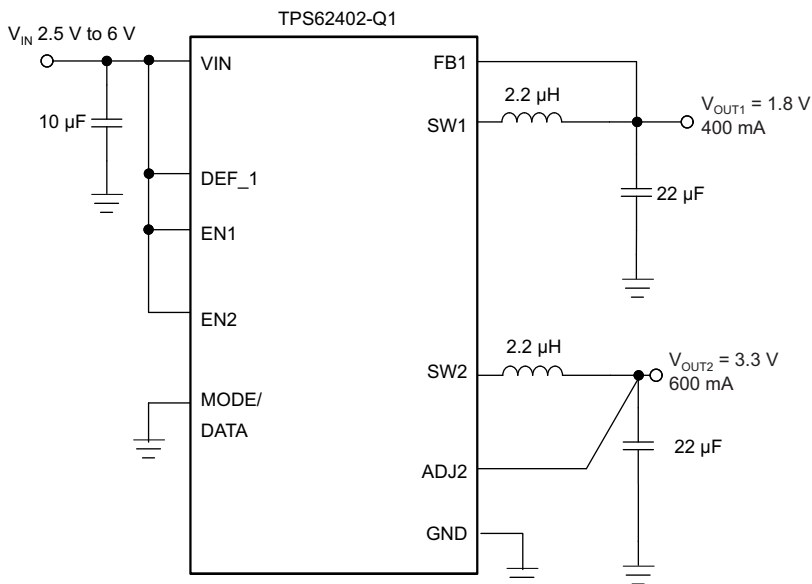 TPS62402-Q1
VIN 2.5 V to 6 V
VIN
FB1
2.2 µH
10 µF
SW1
VOUT1 = 1.8 V
400 mA
DEF_1
22 µF
EN1
EN2
2.2 µH
SW2
VOUT2 = 3.3 V
600 mA
MODE/
DATA
22 µF
ADJ2
GND